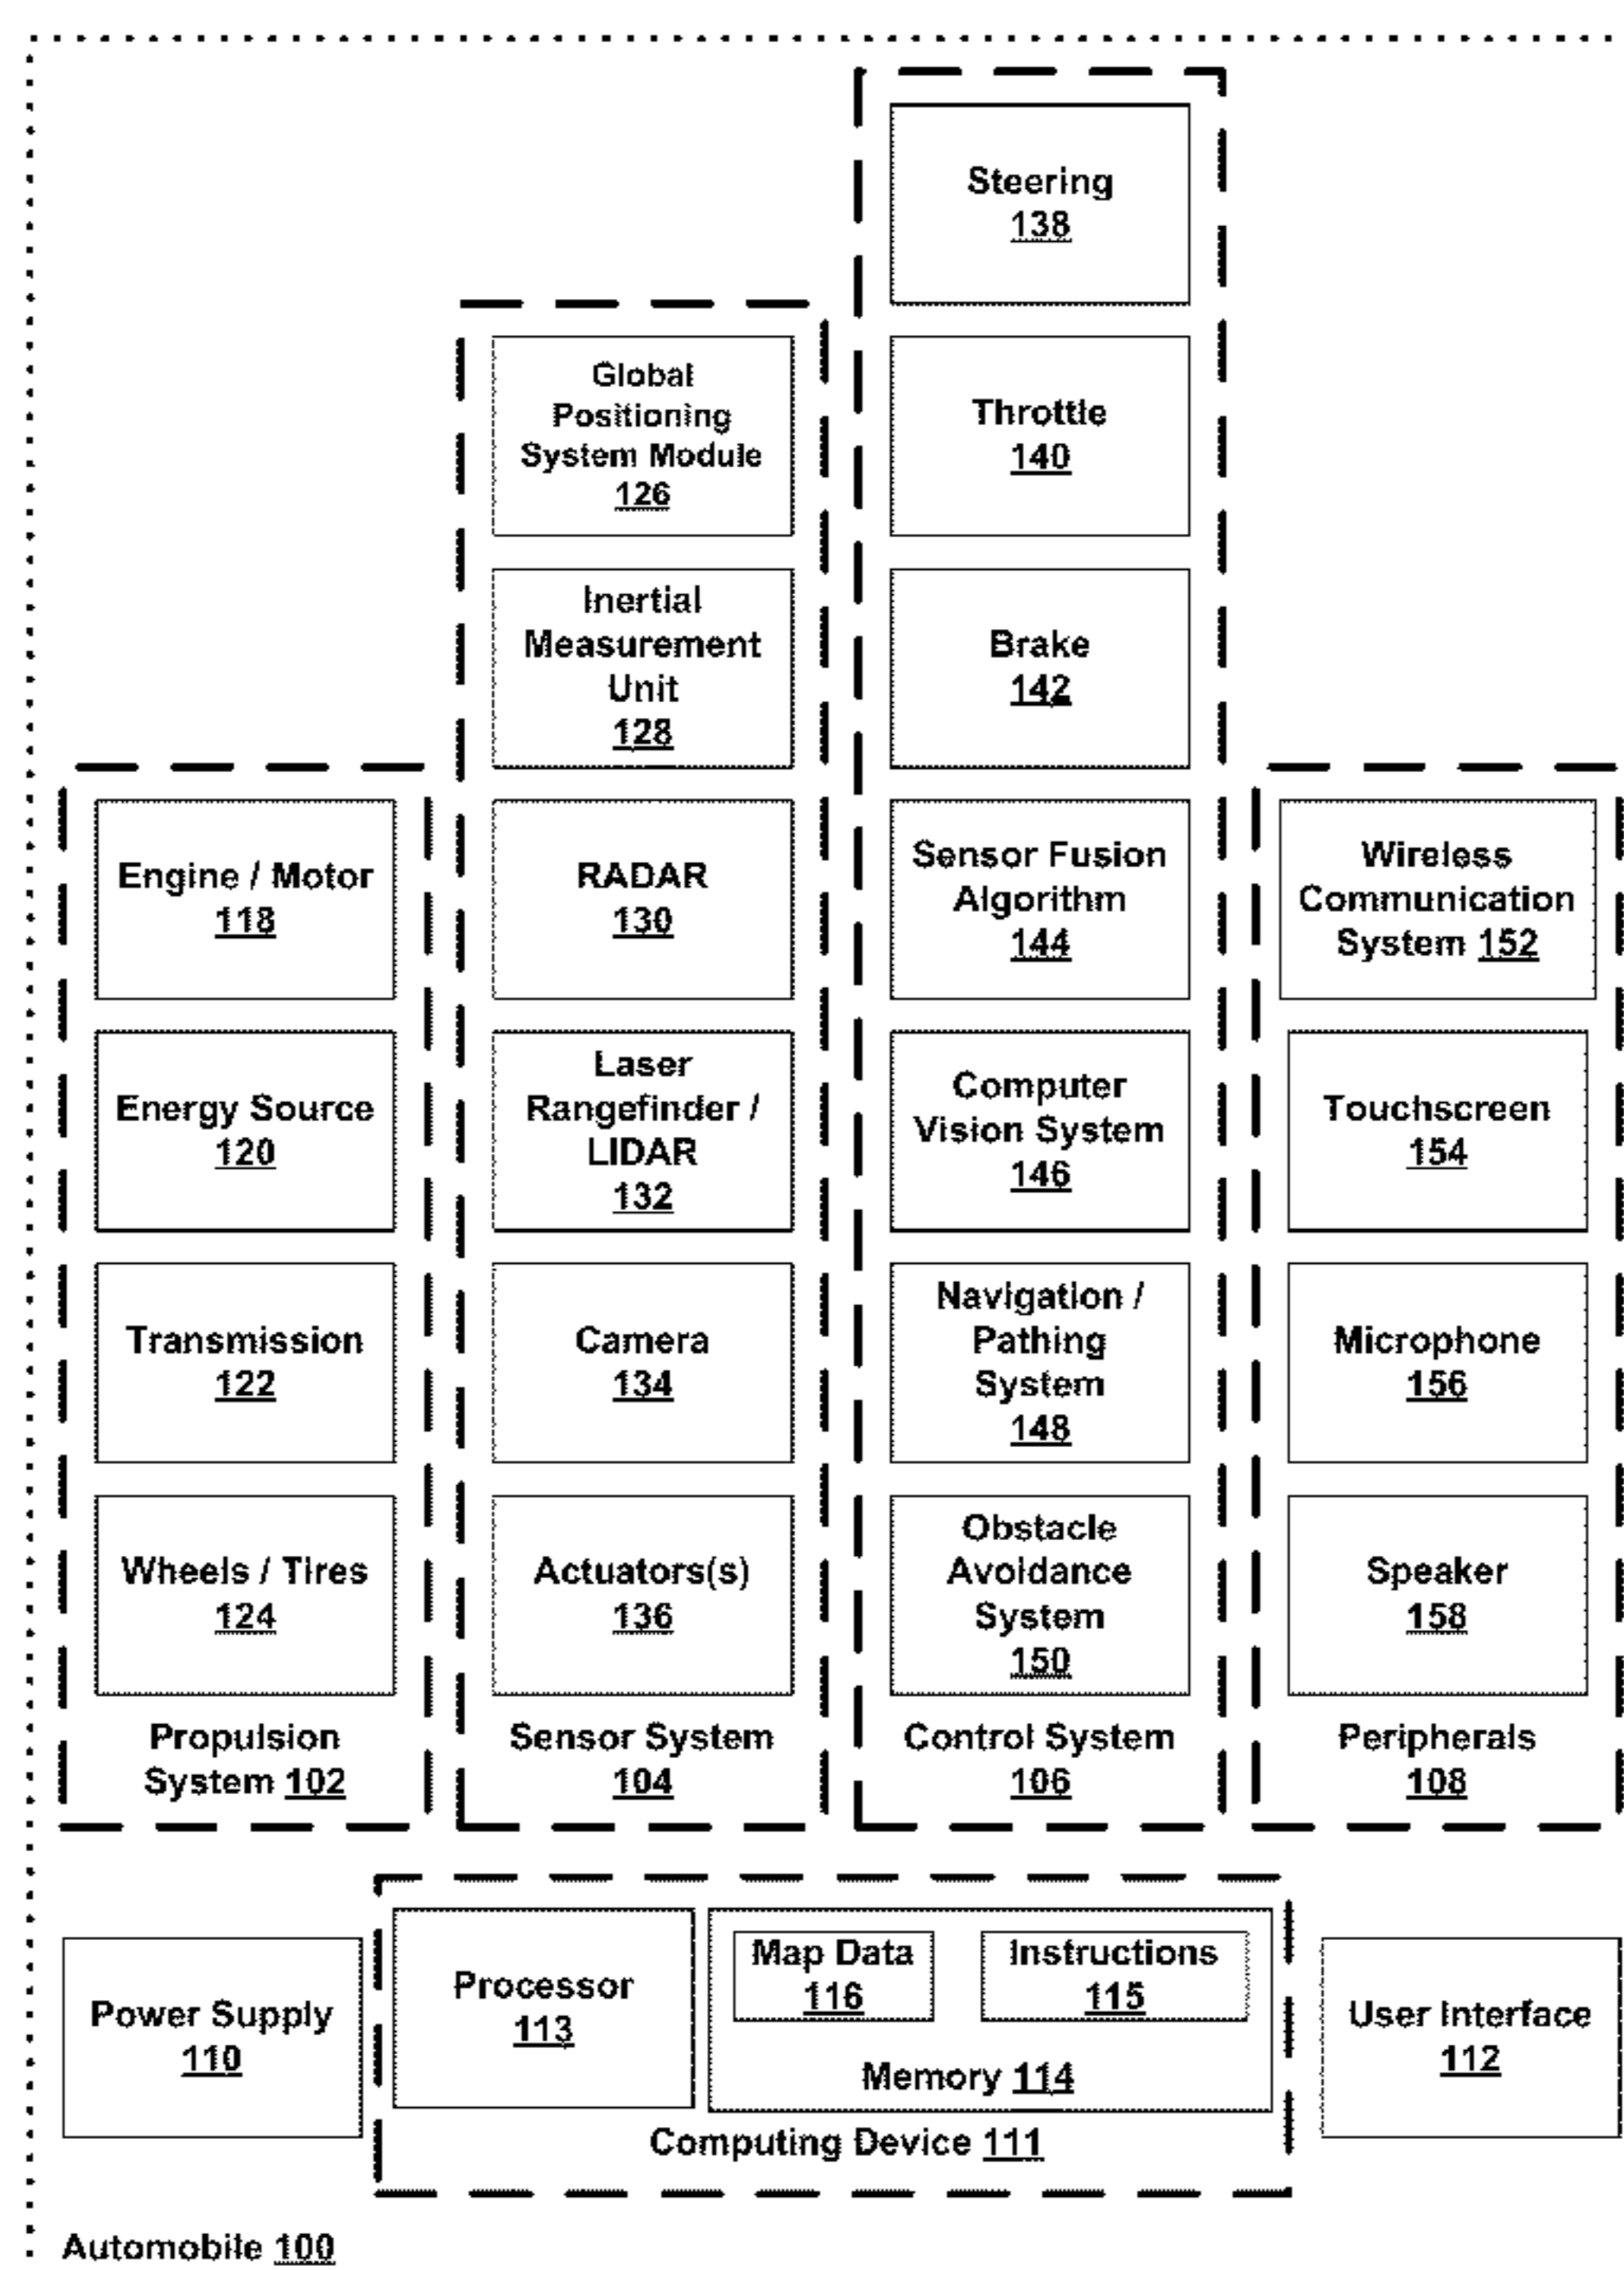 Steering
138
Global
Positioning
System Module
126
Throttle
140
Inertial
Measurement
Unit
128
Brake
142
Engine / Motor
118
RADAR
130
Sensor Fusion
Algorithm
144
Wireless
Communication
System 152
Energy Source
120
Laser
Rangefinder /
LIDAR
132
Computer
Vision System
146
Touchscreen
154
Transmission
122
Camera
134
Navigation /
Pathing
System
148
Microphone
156
Wheels / Tires
124
Actuators(s)
136
Obstacle
Avoidance
System
150
Speaker
158
Propulsion
System 102
Sensor System
104
Control System
106
Peripherals
108
Power Supply
110
Processor
113
Map Data
116
Instructions
115
Memory 114
Computing Device 111
User Interface
112
Automobile 100